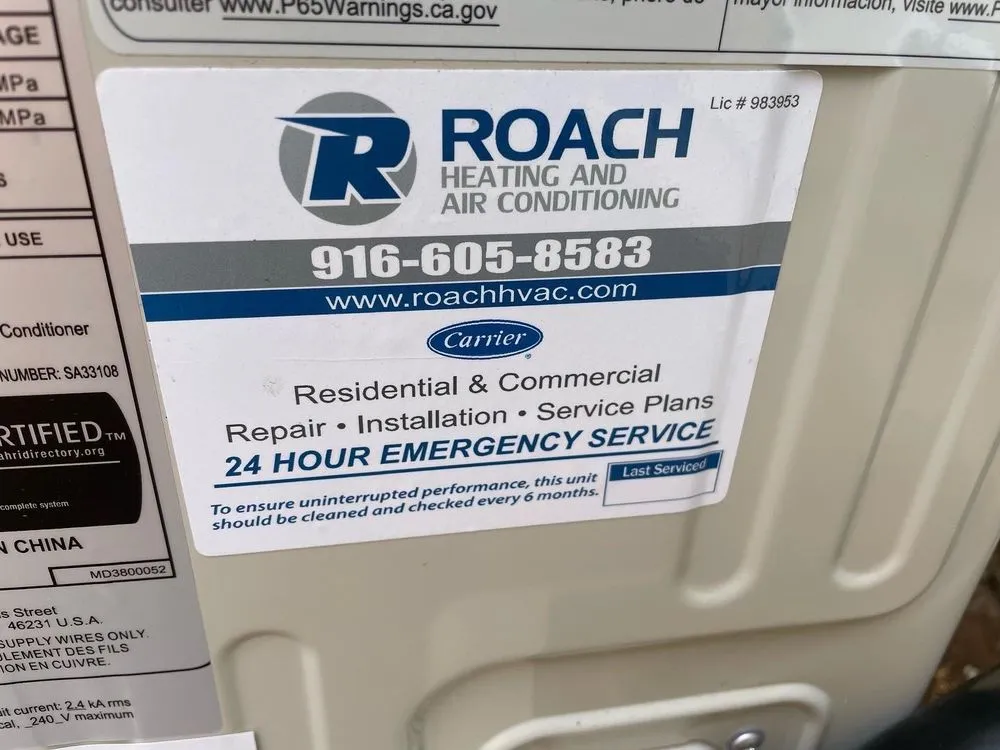 consulter www.P65Warnings.ca.gov
mayor información, visite www.P
AGE
MPa
MPa
S
USE
Conditioner
NUMBER: SA33108
RTIFIED™
ahridirectory.org
complete system
N CHINA
MD3800052
s Street
46231 U.S.A.
SUPPLY WIRES ONLY.
LEMENT DES FILS
ION EN CUIVRE.
it current: 2.4 kA rms
cal, _240_V maximum
Lic # 983953
R ROACH
HEATING AND
AIR CONDITIONING
916-605-8583
www.roachhvac.com
Carrier
®
Residential & Commercial
Repair • Installation • Service Plans
24 HOUR EMERGENCY SERVICE
To ensure uninterrupted performance, this unit
should be cleaned and checked every 6 months.
Last Serviced